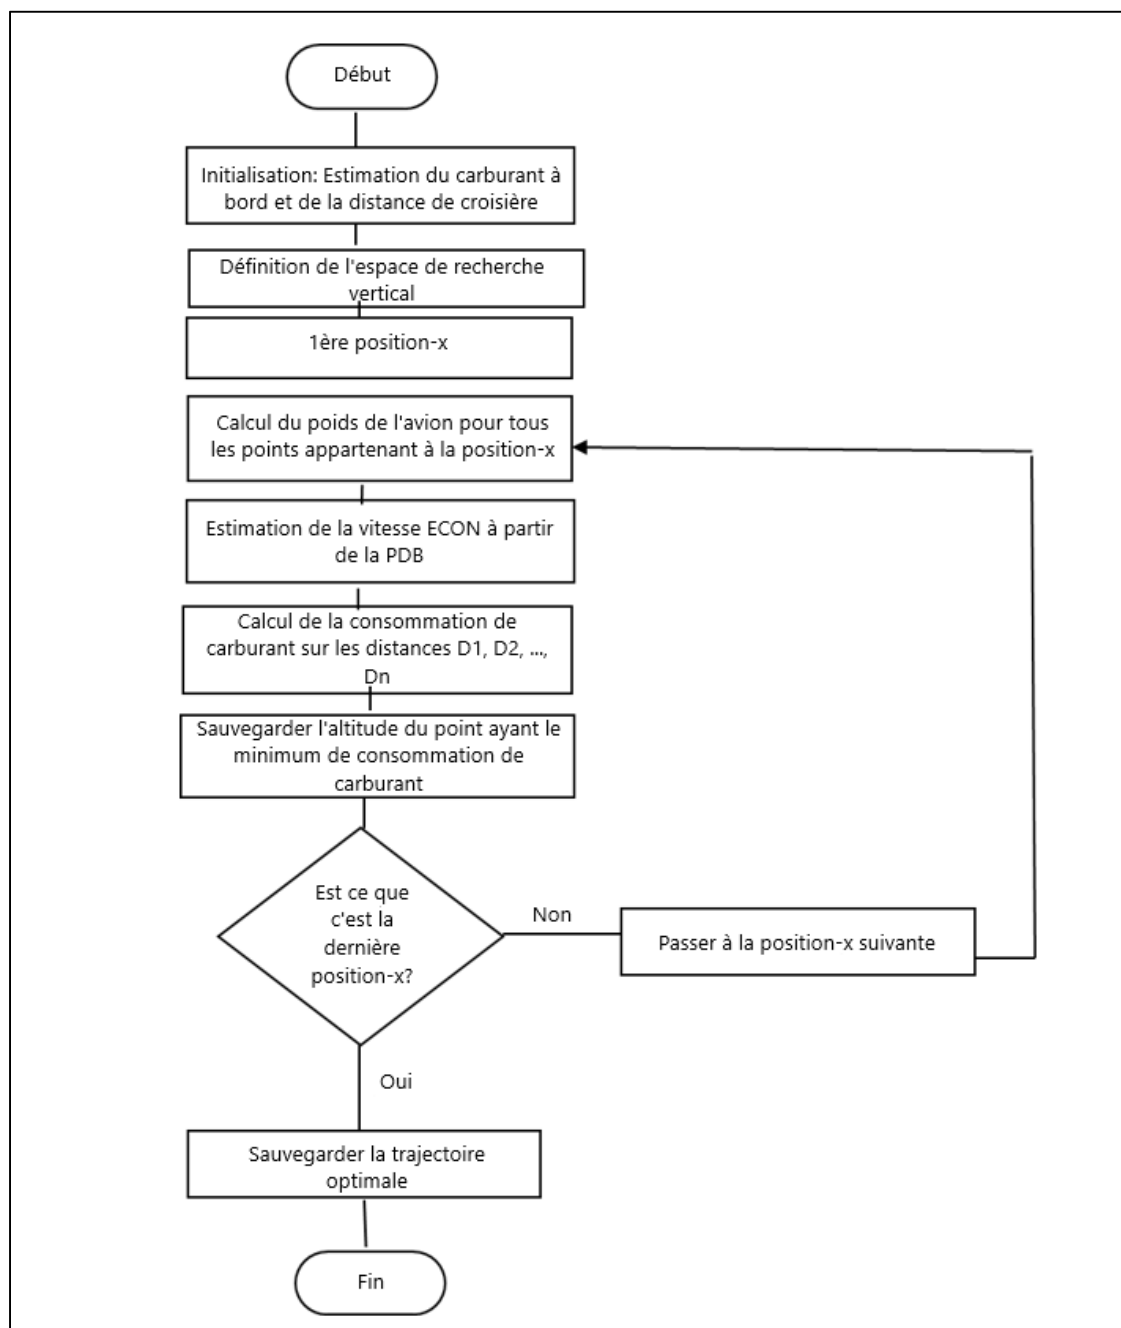 Début
Initialisation: Estimation du carburant à
bord et de la distance de croisière
Définition de l'espace de recherche
vertical
1ère position-x
Calcul du poids de l'avion pour tous
les points appartenant à la position-x
Estimation de la vitesse ECON à partir
de la PDB
Calcul de la consommation de
carburant sur les distances D1, D2, ...,
Dn
Sauvegarder l'altitude du point ayant le
minimum de consommation de
carburant
Est ce que
c'est la
dernière
position-x?
Non
Passer à la position-x suivante
Oui
Sauvegarder la trajectoire
optimale
Fin